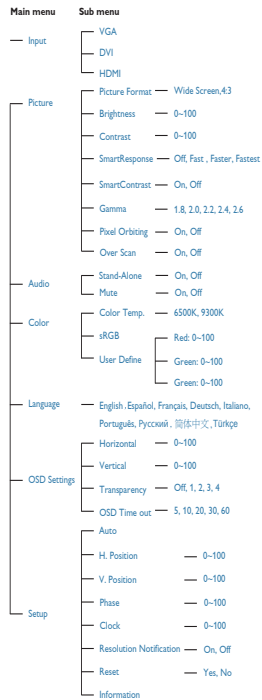 Main menu Sub menu
Input
VGA
DVI
HDMI
Picture
Picture Format Wide Screen,4:3
Brightness 0~100
Contrast 0~100
SmartResponse Off, Fast , Faster, Fastest
SmartContrast On, Off
Gamma 1.8, 2.0, 2.2, 2.4, 2.6
Pixel Orbiting On, Off
Over Scan On, Off
Audio
Stand-Alone On, Off
Mute On, Off
Color
Color Temp. 6500K, 9300K
sRGB
User Define
Red: 0~100
Green: 0~100
Green: 0~100
Language
English , Español, Français, Deutsch, Italiano,
Português, Русский , 简体中文 ,Türkçe
OSD Settings
Horizontal 0~100
Vertical 0~100
Transparency Off, 1, 2, 3, 4
OSD Time out 5, 10, 20, 30, 60
Setup
Auto
H. Position 0~100
V. Position 0~100
Phase 0~100
Clock 0~100
Resolution Notification On, Off
Reset Yes, No
Information